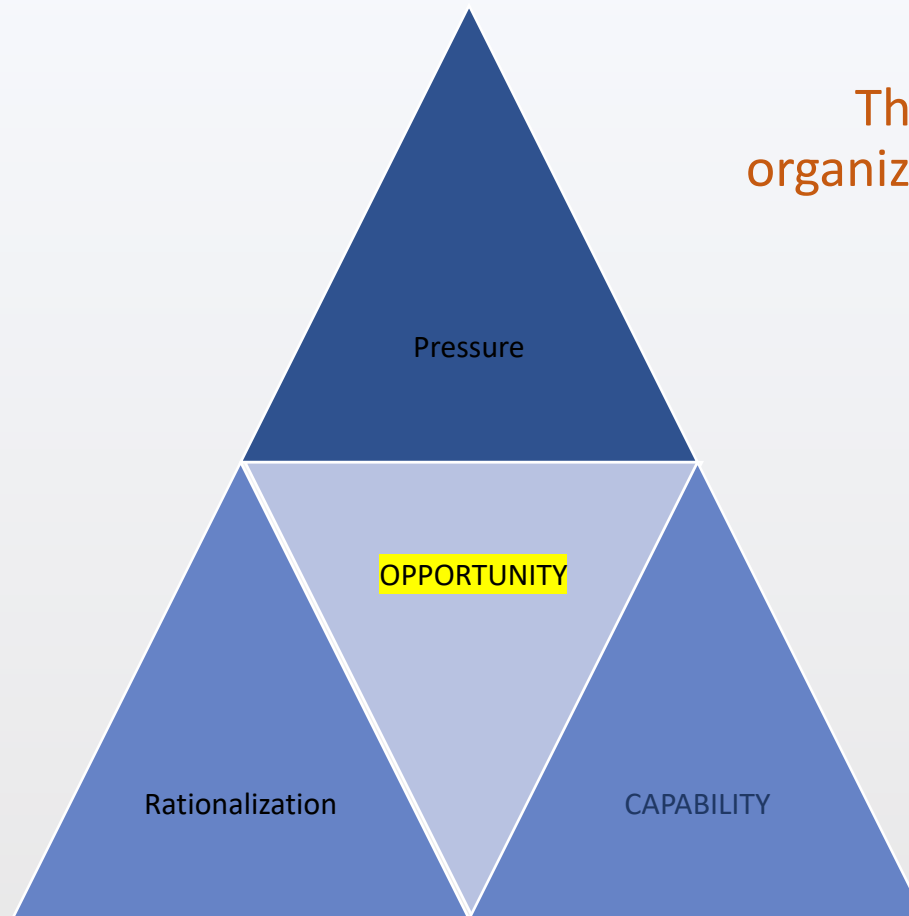 Th
organiz
Pressure
OPPORTUNITY
Rationalization
CAPABILITY